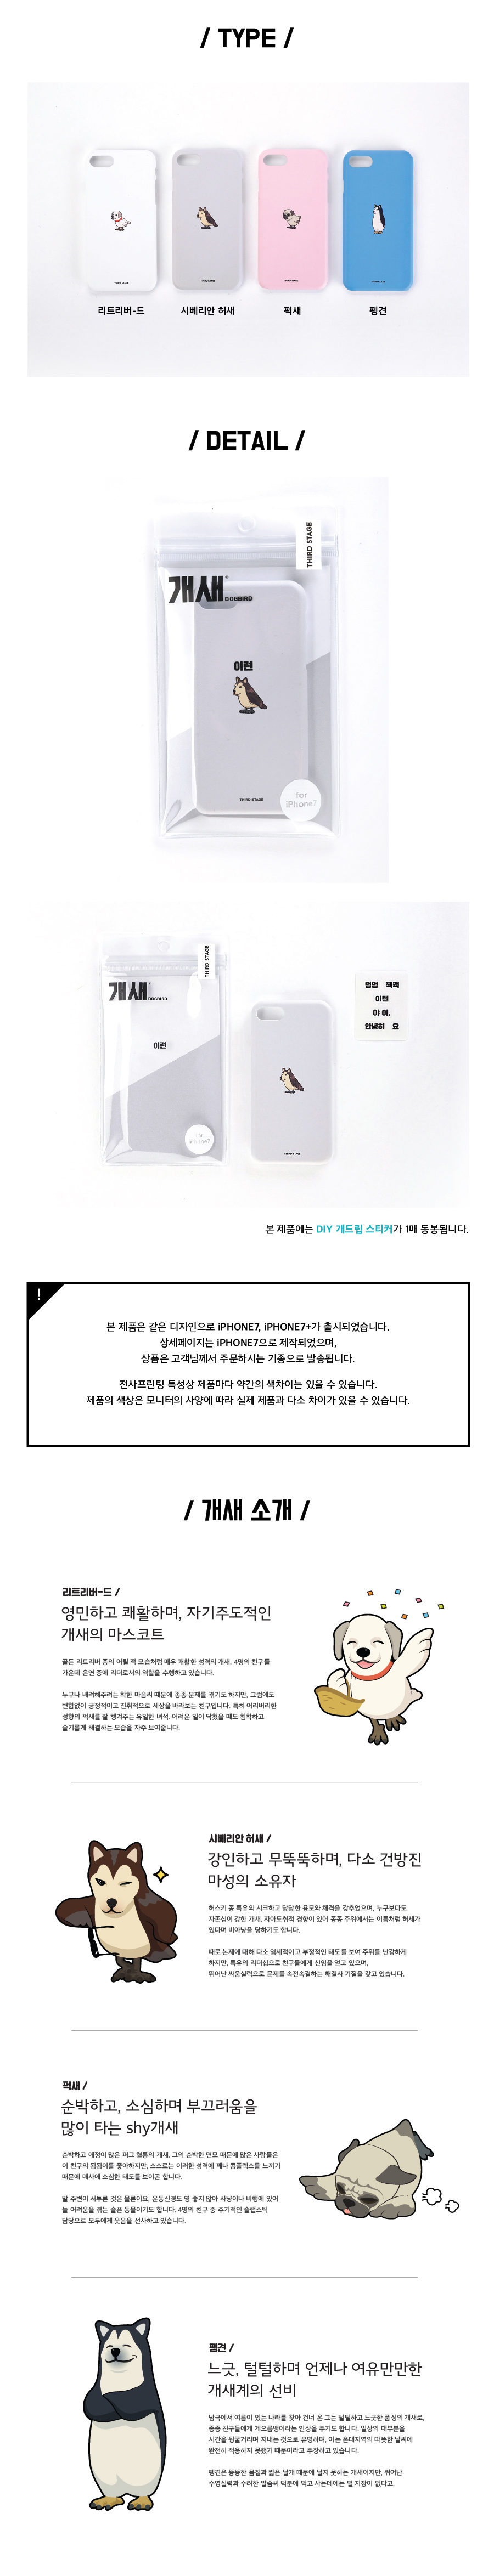 / TYPE /
리트리버-드
시베리안 허새
퍽새
펭견
/ DETAIL /
THIRD STAGE
개새
DOGBIRD
이런
THIRD STAGE
for
iPhone7
THIRD STAGE
개새
DOGBIRD
이런
for
iPhone7
멈멈 팩팩
이런
야 이.
안녕히 요
본 제품에는 DIY 개드립 스티커가 1매 동봉됩니다.
!
본 제품은 같은 디자인으로 iPHONE7, iPHONE7+가 출시되었습니다.
상세페이지는 iPHONE7으로 제작되었으며,
상품은 고객님께서 주문하시는 기종으로 발송됩니다.
전사프린팅 특성상 제품마다 약간의 색차이는 있을 수 있습니다.
제품의 색상은 모니터의 사양에 따라 실제 제품과 다소 차이가 있을 수 있습니다.
/ 개새 소개 /
리트리버-드 /
영민하고 쾌활하며, 자기주도적인
개새의 마스코트
골든 리트리버 종의 어릴 적 모습처럼 매우 쾌활한 성격의 개새. 4명의 친구들
가운데 은연 중에 리더로서의 역할을 수행하고 있습니다.
누구나 배려해주려는 착한 마음씨 때문에 종종 문제를 겪기도 하지만, 그럼에도
변함없이 긍정적이고 진취적으로 세상을 바라보는 친구입니다. 특히 어리버리한
성향의 퍽새를 잘 챙겨주는 유일한 녀석. 어려운 일이 닥쳤을 때도 침착하고
슬기롭게 해결하는 모습을 자주 보여줍니다.
시베리안 허새 /
강인하고 무뚝뚝하며, 다소 건방진
마성의 소유자
허스키 종 특유의 시크하고 당당한 용모와 체격을 갖추었으며, 누구보다도
자존심이 강한 개새. 자아도취적 경향이 있어 종종 주위에서는 이름처럼 허세가
있다며 비아냥을 당하기도 합니다.
때로 논제에 대해 다소 염세적이고 부정적인 태도를 보여 주위를 난감하게
하지만, 특유의 리더십으로 친구들에게 신임을 얻고 있으며,
뛰어난 싸움실력으로 문제를 속전속결하는 해결사 기질을 갖고 있습니다.
퍽새 /
순박하고, 소심하며 부끄러움을
많이 타는 shy개새
순박하고 애정이 많은 퍼그 혈통의 개새. 그의 순박한 면모 때문에 많은 사람들은
이 친구의 됨됨이를 좋아하지만, 스스로는 이러한 성격에 꽤나 콤플렉스를 느끼기
때문에 매사에 소심한 태도를 보이곤 합니다.
말 주변이 서투른 것은 물론이요, 운동신경도 영 좋지 않아 사냥이나 비행에 있어
늘 어려움을 겪는 슬픈 동물이기도 합니다. 4명의 친구 중 주기적인 슬랩스틱
담당으로 모두에게 웃음을 선사하고 있습니다.
펭견 /
느긋, 털털하며 언제나 여유만만한
개새계의 선비
남극에서 여름이 있는 나라를 찾아 건너 온 그는 털털하고 느긋한 품성의 개새로,
종종 친구들에게 게으름뱅이라는 인상을 주기도 합니다. 일상의 대부분을
시간을 뒹굴거리며 지내는 것으로 유명하며, 이는 온대지역의 따뜻한 날씨에
완전히 적응하지 못했기 때문이라고 주장하고 있습니다.
펭견은 뚱뚱한 몸집과 짧은 날개 때문에 날지 못하는 개새이지만, 뛰어난
수영실력과 수려한 말솜씨 덕분에 먹고 사는데에는 별 지장이 없다고.